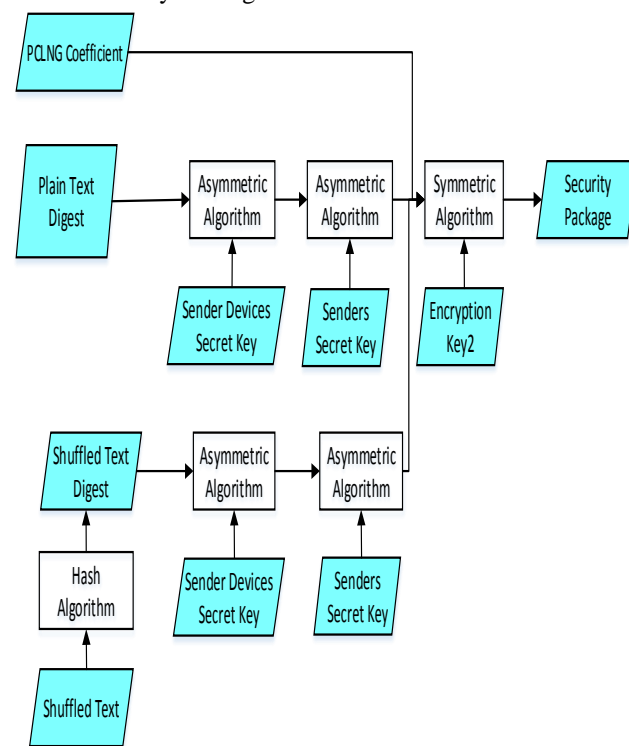 PCLNG Coefficient
Plain Text
Digest
Asymmetric
Algorithm
Asymmetric
Algorithm
Symmetric
Algorithm
Security
Package
Sender Devices
Secret Key
Senders
Secret Key
Encryption
Key2
Shuffled Text
Digest
Asymmetric
Algorithm
Asymmetric
Algorithm
Hash
Algorithm
Sender Devices
Secret Key
Senders
Secret Key
Shuffled Text